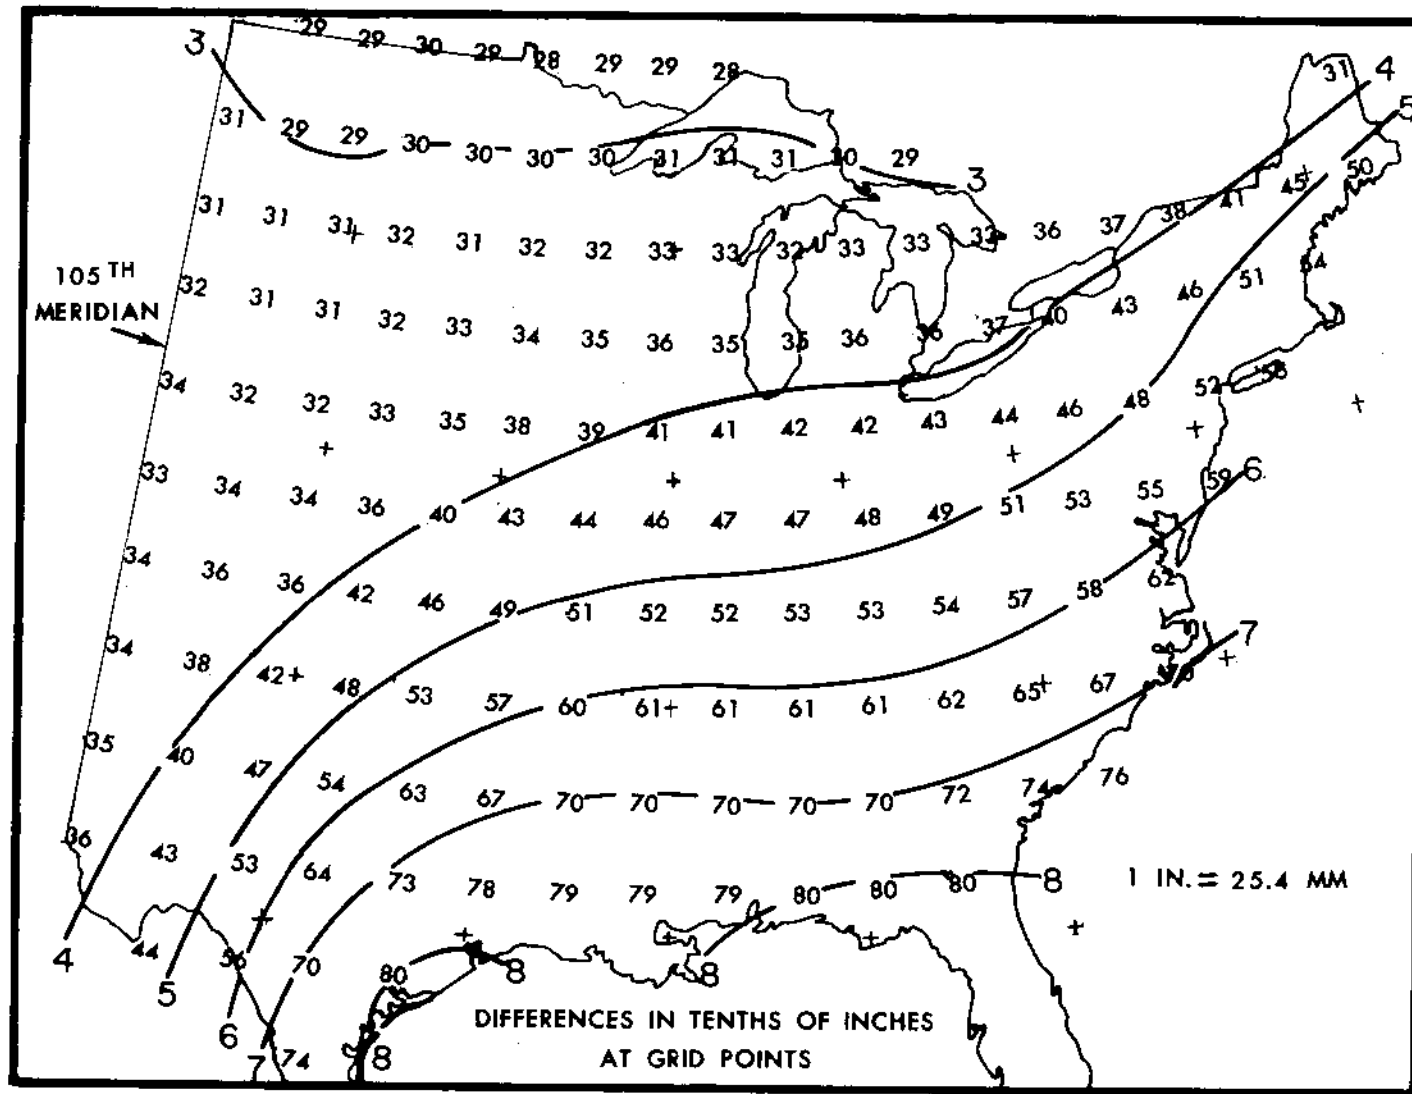 29 29 30 29 28 29 29 28 31 4
3
5
31 29 29 30 30 30 30 31 31 31 30 29 3 45 50
31 31 31 32 31 32 32 33 33 32 33 33 33 36 37 38 41
105TH
MERIDIAN
32 31 31 32 33 34 35 36 35 35 36 36 37 40 43 46 51 54
34 32 32 33 35 38 39 41 41 42 42 43 44 46 48 52
33 34 34 36 40 43 44 46 47 47 48 49 51 53 55 59 6
34 36 36 42 46 49 51 52 52 53 53 54 57 58 62
34 38 42 48 53 57 60 61 61 61 61 62 65 67 7
35 40 47 54 63 67 70 70 70 70 70 72 74 76
36 43 53 64 73 78 79 79 79 80 80 80 8
1 IN. = 25.4 MM
4 44 56 70 80 8 8
5
6
7 74 8
DIFFERENCES IN TENTHS OF INCHES
AT GRID POINTS